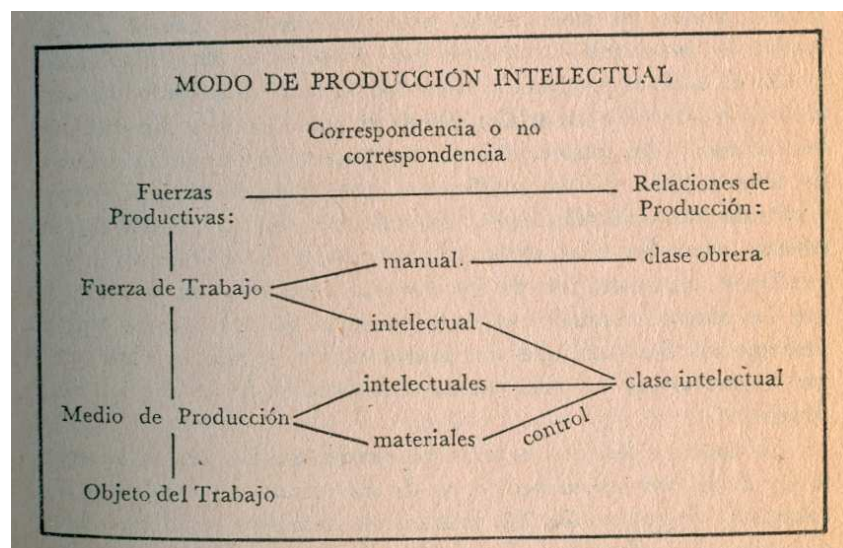 MODO DE PRODUCCIÓN INTELECTUAL
Correspondencia o no
correspondencia
Fuerzas
Productivas:
Relaciones de
Producción:
Fuerza de Trabajo
manual.
clase obrera
intelectual
Medio de Producción
intelectuales
clase intelectual
materiales
control
Objeto del Trabajo